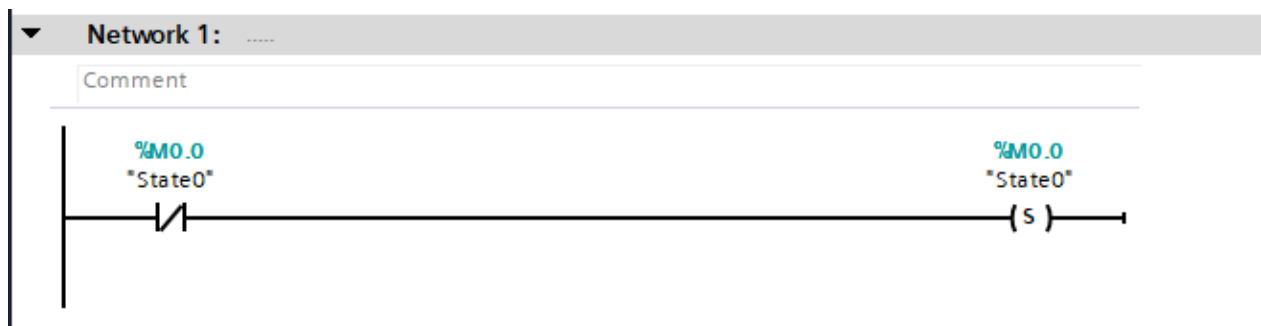 Network 1: .....
Comment
%M0.0 %M0.0
"State0" "State0"
S